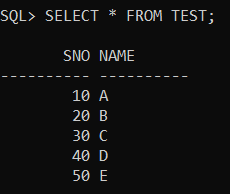 SQL> SELECT * FROM TEST;
SNO NAME
---------- ----------
10 A
20 B
30 C
40 D
50 E